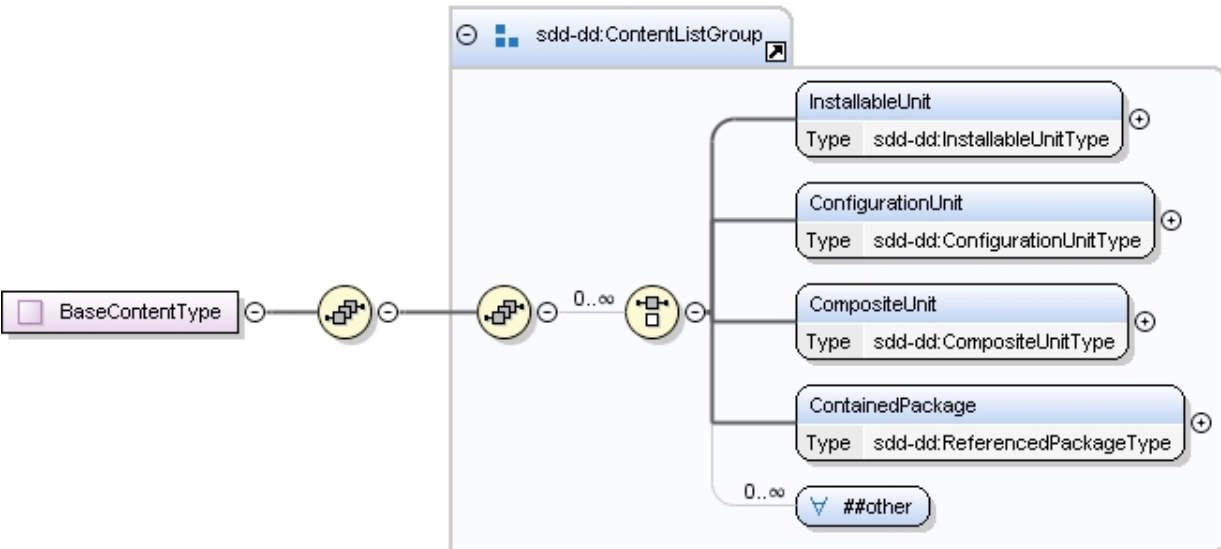 sdd-dd:ContentListGroup
InstallableUnit
Type sdd-dd:InstallableUnitType
ConfigurationUnit
Type sdd-dd:ConfigurationUnitType
BaseContentType
0..∞
CompositeUnit
Type sdd-dd:CompositeUnitType
ContainedPackage
Type sdd-dd:ReferencedPackageType
0..∞
∀ ##other